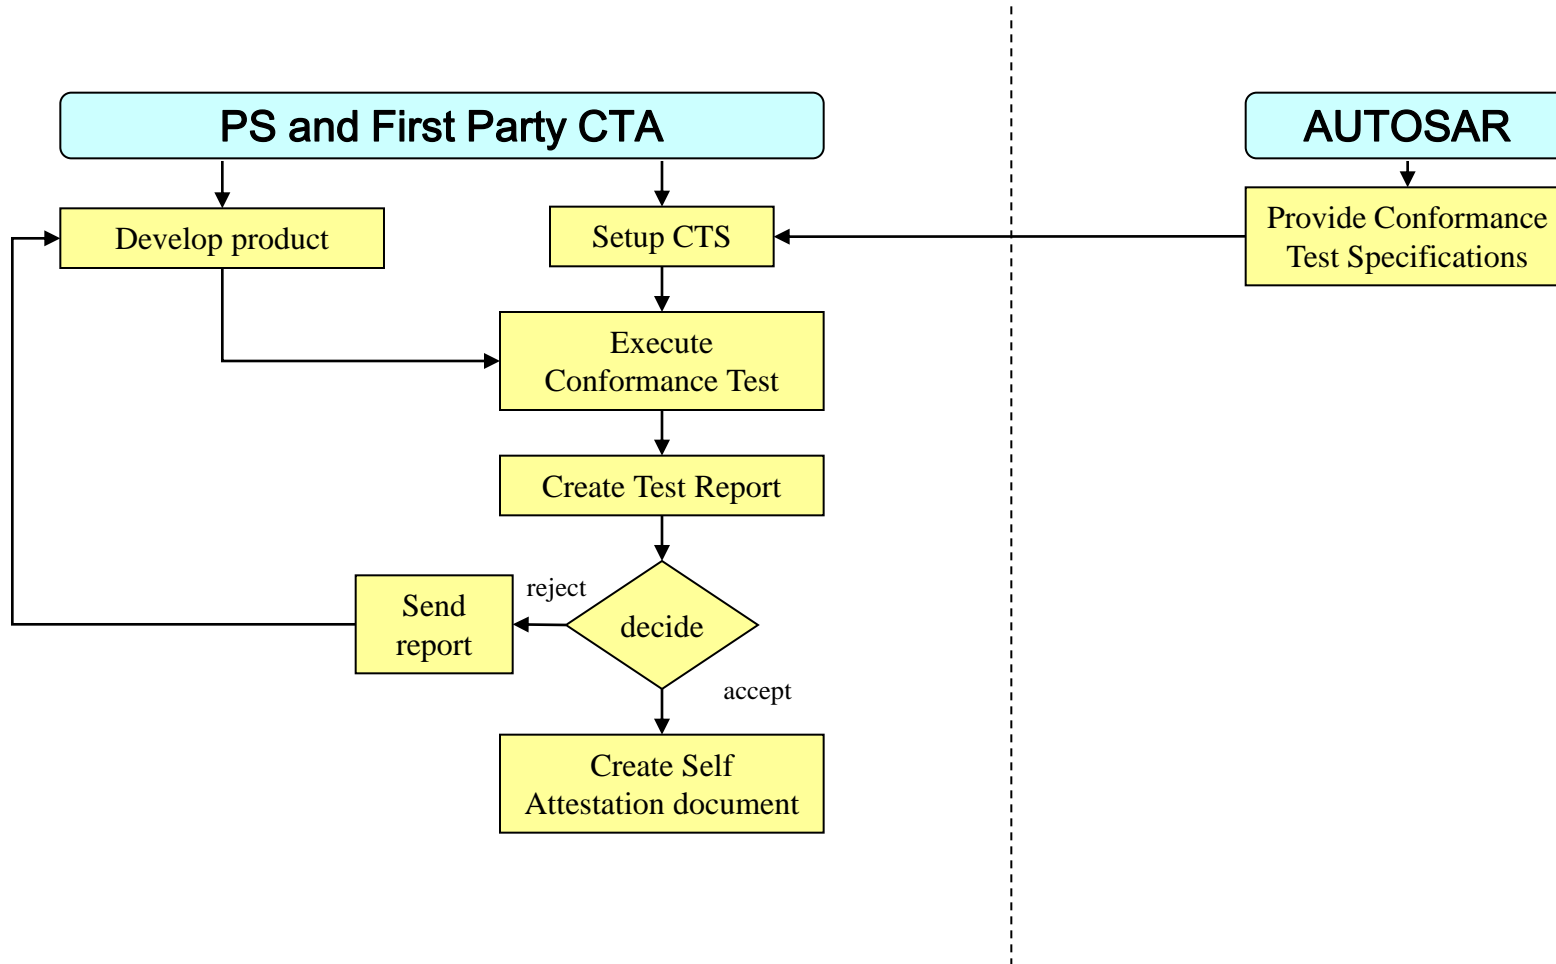 PS and First Party CTA
AUTOSAR
Develop product
Setup CTS
Provide Conformance
Test Specifications
Execute
Conformance Test
Create Test Report
reject
Send
report
decide
accept
Create Self
Attestation document